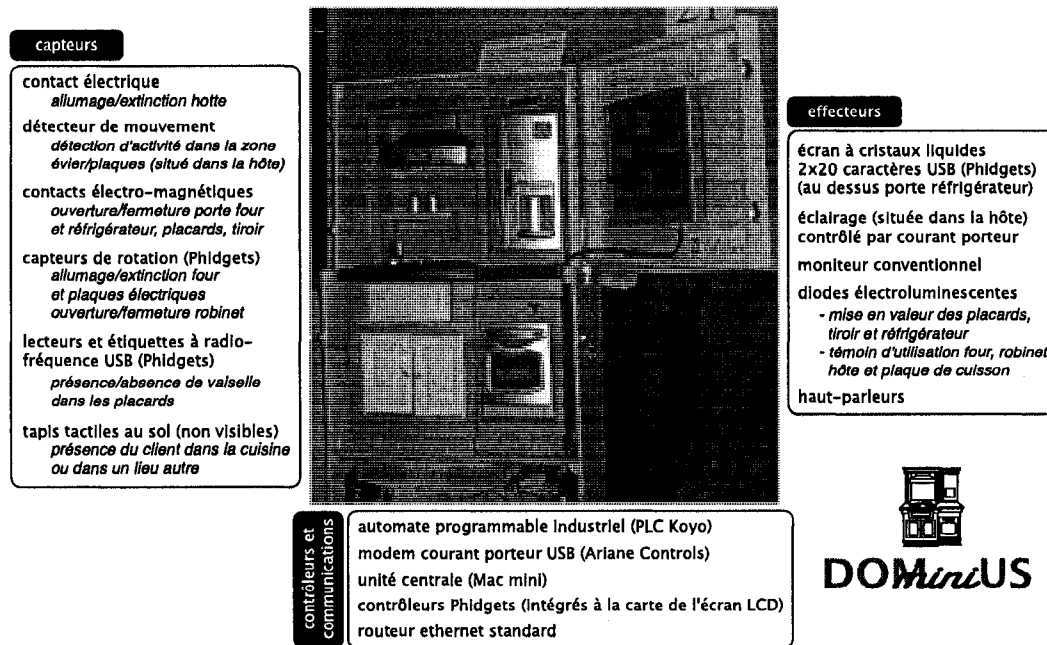 capteurs
contact électrique
allumage/extinction hotte
détecteur de mouvement
détection d'activité dans la zone
évier/plaques (situé dans la hôte)
contacts électro-magnétiques
ouverture/fermeture porte four
et réfrigérateur, placards, tiroir
capteurs de rotation (Phidgets)
allumage/extinction four
et plaques électriques
ouverture/fermeture robinet
lecteurs et étiquettes à radio-
fréquence USB (Phidgets)
présence/absence de vaiselle
dans les placards
tapis tactiles au sol (non visibles)
présence du client dans la cuisine
ou dans un lieu autre
effecteurs
écran à cristaux liquides
2x20 caractères USB (Phidgets)
(au dessus porte réfrigérateur)
éclairage (située dans la hôte)
contrôlé par courant porteur
moniteur conventionnel
diodes électroluminescentes
- mise en valeur des placards,
tiroir et réfrigérateur
- témoin d'utilisation four, robinet
hôte et plaque de cuisson
haut-parleurs
contrôleurs et
communications
automate programmable industriel (PLC Koyo)
modem courant porteur USB (Ariane Controls)
unité centrale (Mac mini)
contrôleurs Phidgets (intégrés à la carte de l'écran LCD)
routeur ethernet standard
DOMiniUS